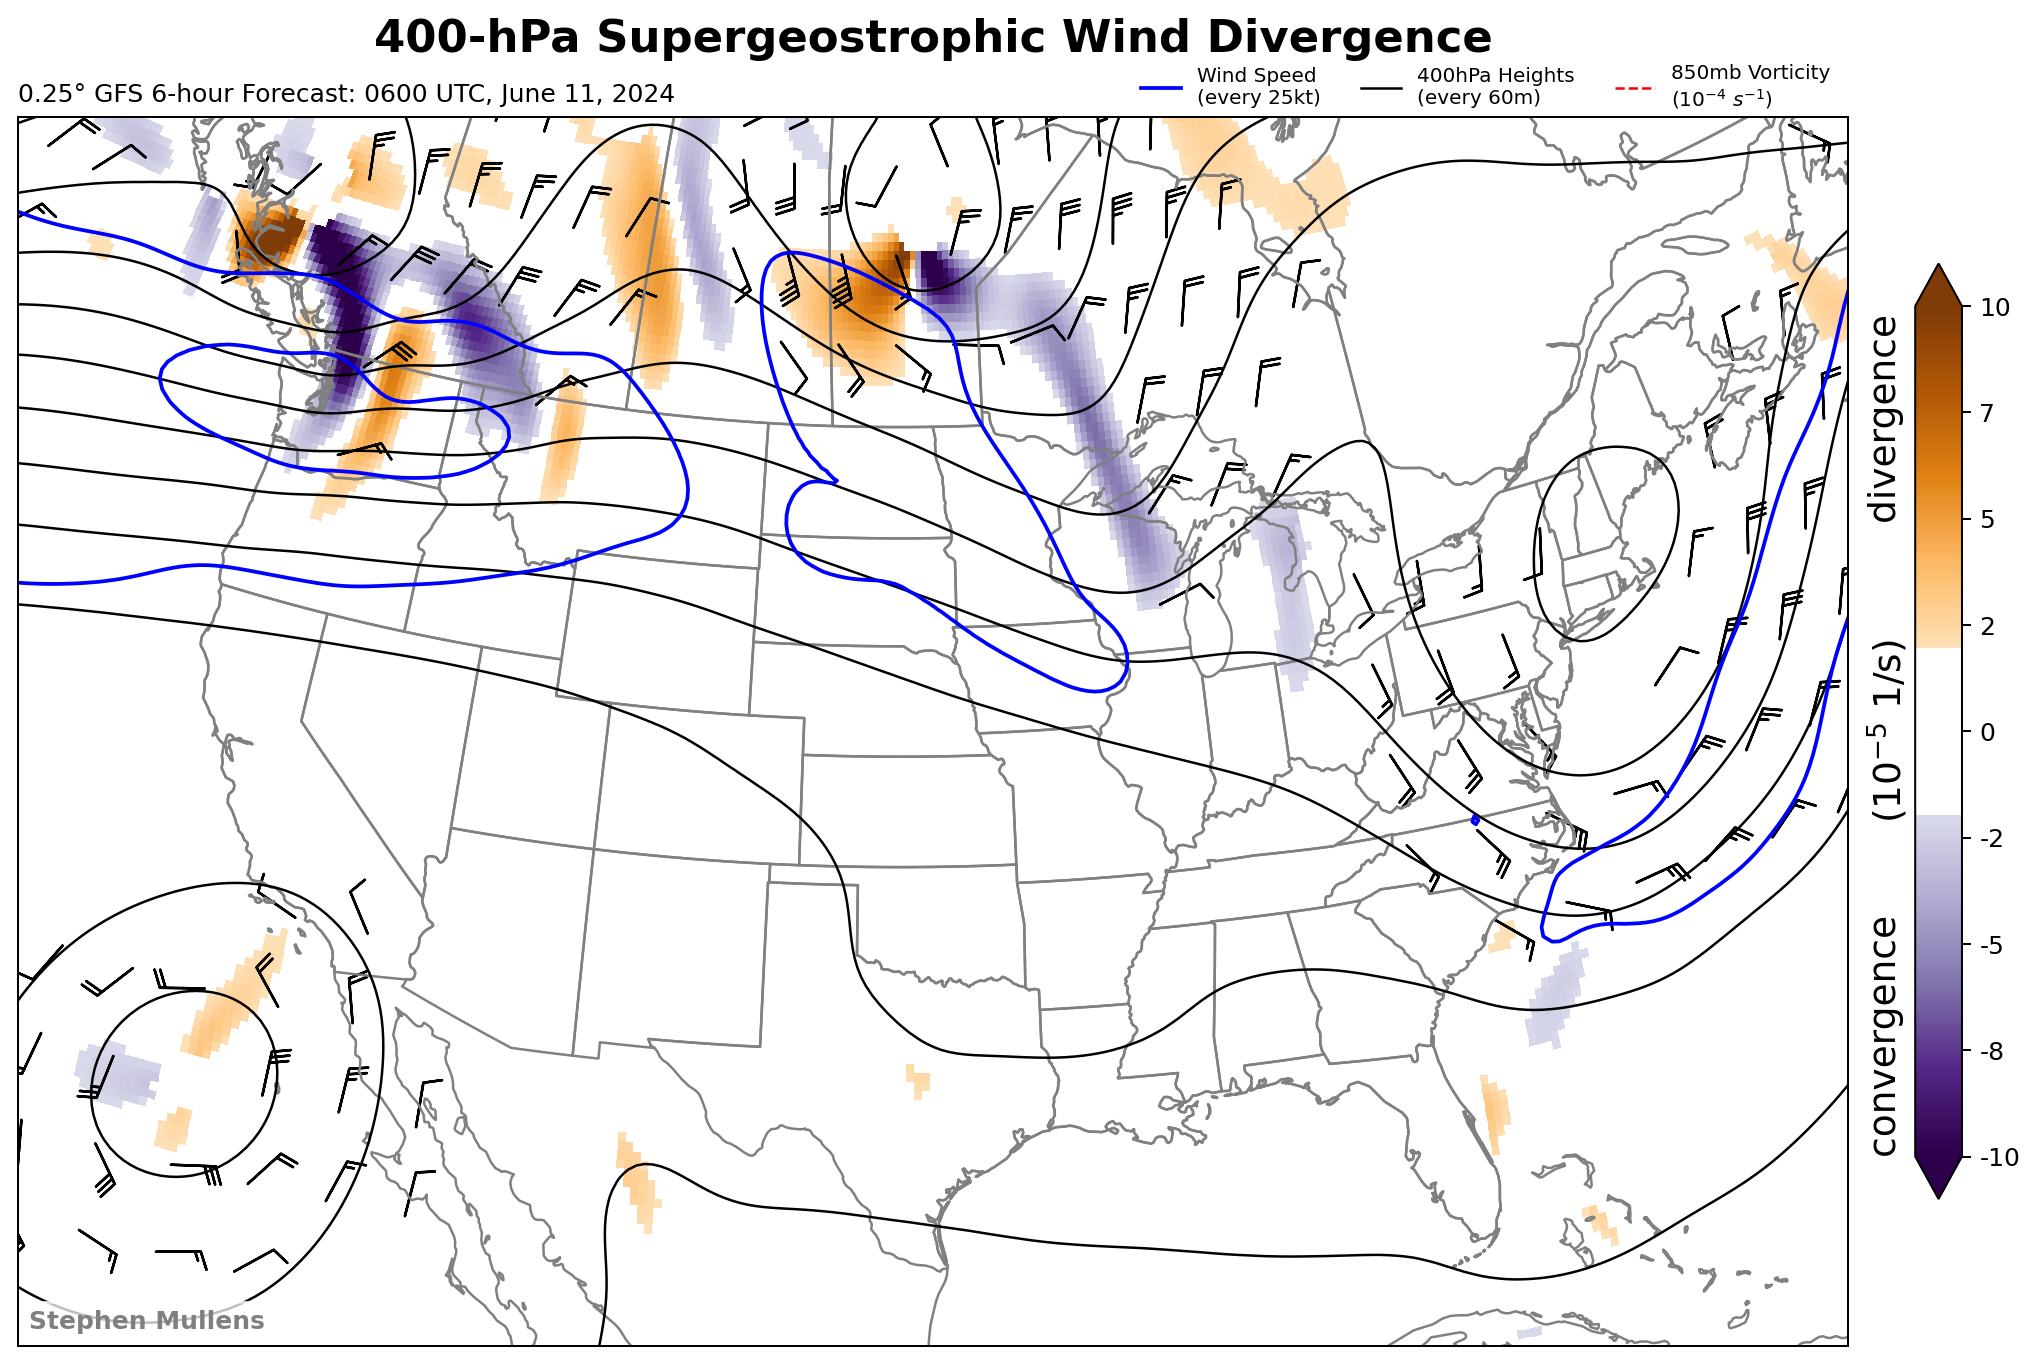 400-hPa Supergeostrophic Wind Divergence
0.25° GFS 6-hour Forecast: 0600 UTC, June 11, 2024
Wind Speed
(every 25kt)
400hPa Heights
(every 60m)
850mb Vorticity
(10⁻⁴ s⁻¹)
convergence (10⁻⁵ 1/s) divergence
10
7
5
2
0
-2
-5
-8
-10
Stephen Mullens